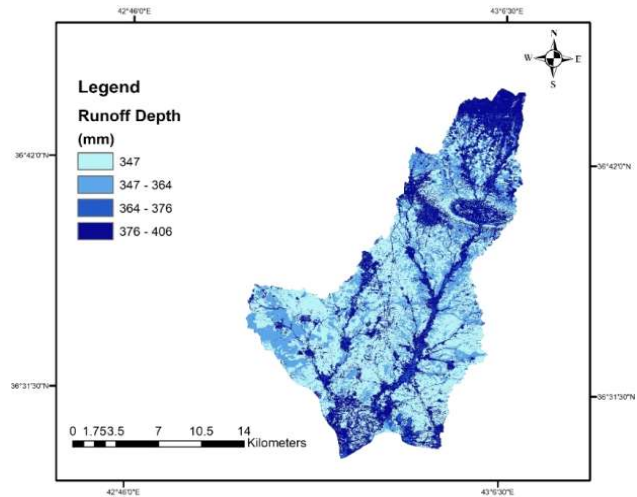 42°46'0"E 43°6'30"E
N
W E
S
Legend
Runoff Depth
(mm)
347
347 - 364
364 - 376
376 - 406
36°42'0"N 36°42'0"N
36°31'30"N 36°31'30"N
0 1.753.5 7 10.5 14
Kilometers
42°46'0"E 43°6'30"E